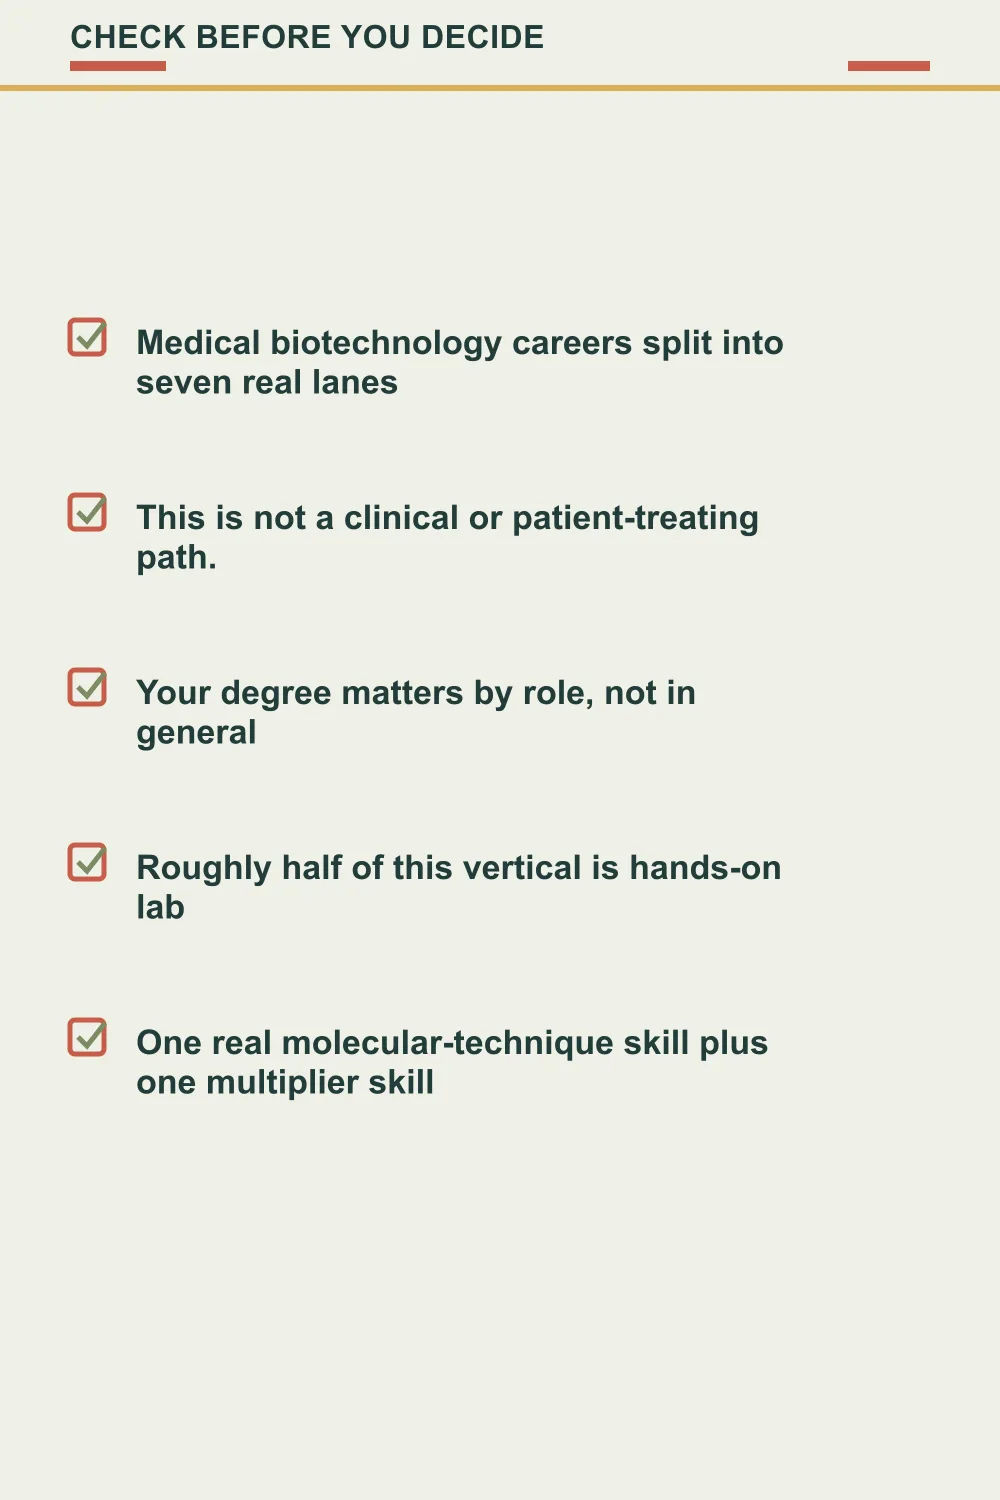 CHECK BEFORE YOU DECIDE
Medical biotechnology careers split into
seven real lanes
This is not a clinical or patient-treating
path.
Your degree matters by role, not in
general
Roughly half of this vertical is hands-on
lab
One real molecular-technique skill plus
one multiplier skill